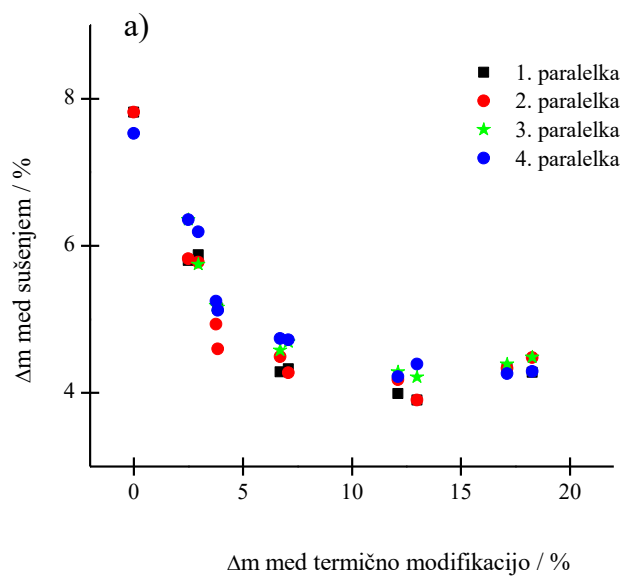 a)
1. paralelka
2. paralelka
3. paralelka
4. paralelka
8
6
4
Δm med sušenjem / %
0 5 10 15 20
Δm med termično modifikacijo / %